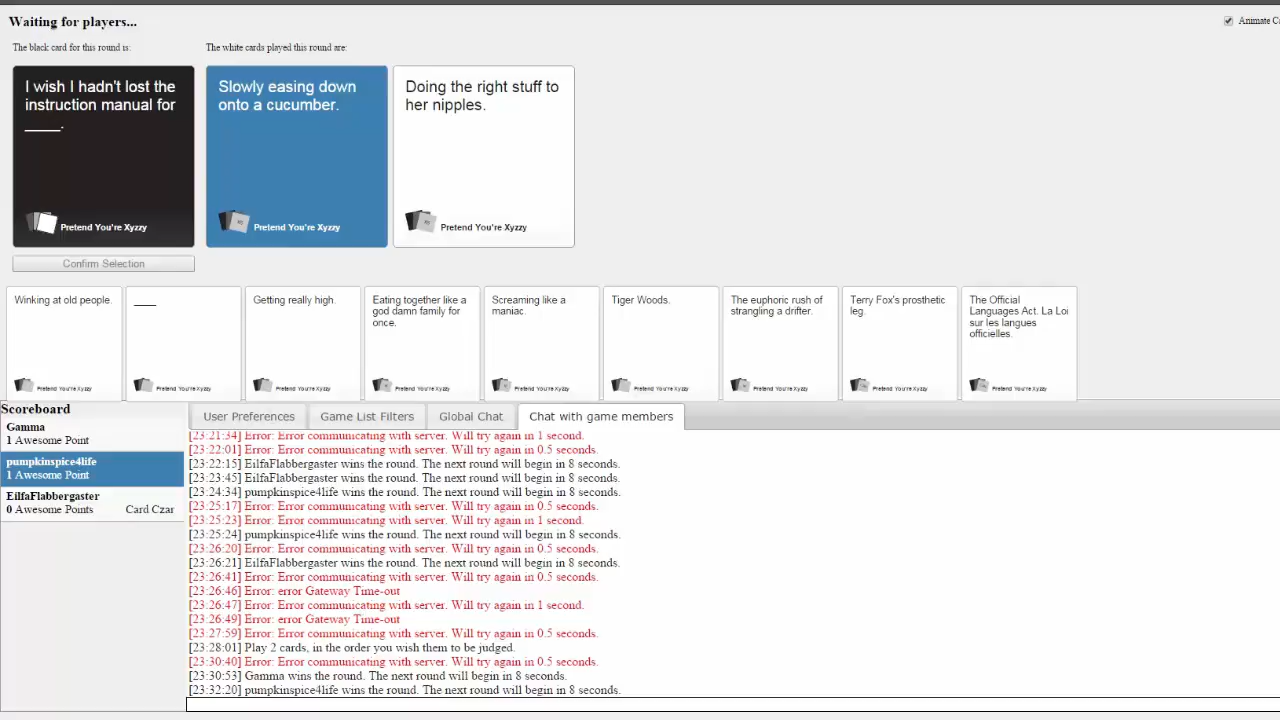 Waiting for players...
Animate C
The black card for this round is:
The white cards played this round are:
I wish I hadn't lost the
instruction manual for
____.
Pretend You're Xyzzy
Slowly easing down
onto a cucumber.
Pretend You're Xyzzy
Doing the right stuff to
her nipples.
Pretend You're Xyzzy
Confirm Selection
Winking at old people.
Pretend You're Xyzzy
____
Pretend You're Xyzzy
Getting really high.
Pretend You're Xyzzy
Eating together like a
god damn family for
once.
Pretend You're Xyzzy
Screaming like a
maniac.
Pretend You're Xyzzy
Tiger Woods.
Pretend You're Xyzzy
The euphoric rush of
strangling a drifter.
Pretend You're Xyzzy
Terry Fox's prosthetic
leg.
Pretend You're Xyzzy
The Official
Languages Act. La Loi
sur les langues
officielles.
Pretend You're Xyzzy
Scoreboard
Gamma
1 Awesome Point
pumpkinspice4life
1 Awesome Point
EilfaFlabbergaster
0 Awesome Points Card Czar
User Preferences
Game List Filters
Global Chat
Chat with game members
[23:21:34] Error: Error communicating with server. Will try again in 1 second.
[23:22:01] Error: Error communicating with server. Will try again in 0.5 seconds.
[23:22:15] EilfaFlabbergaster wins the round. The next round will begin in 8 seconds.
[23:23:45] EilfaFlabbergaster wins the round. The next round will begin in 8 seconds.
[23:24:34] pumpkinspice4life wins the round. The next round will begin in 8 seconds.
[23:25:17] Error: Error communicating with server. Will try again in 0.5 seconds.
[23:25:23] Error: Error communicating with server. Will try again in 1 second.
[23:25:24] pumpkinspice4life wins the round. The next round will begin in 8 seconds.
[23:26:20] Error: Error communicating with server. Will try again in 0.5 seconds.
[23:26:21] EilfaFlabbergaster wins the round. The next round will begin in 8 seconds.
[23:26:41] Error: Error communicating with server. Will try again in 0.5 seconds.
[23:26:46] Error: error Gateway Time-out
[23:26:47] Error: Error communicating with server. Will try again in 1 second.
[23:26:49] Error: error Gateway Time-out
[23:27:59] Error: Error communicating with server. Will try again in 0.5 seconds.
[23:28:01] Play 2 cards, in the order you wish them to be judged.
[23:30:40] Error: Error communicating with server. Will try again in 0.5 seconds.
[23:30:53] Gamma wins the round. The next round will begin in 8 seconds.
[23:32:20] pumpkinspice4life wins the round. The next round will begin in 8 seconds.